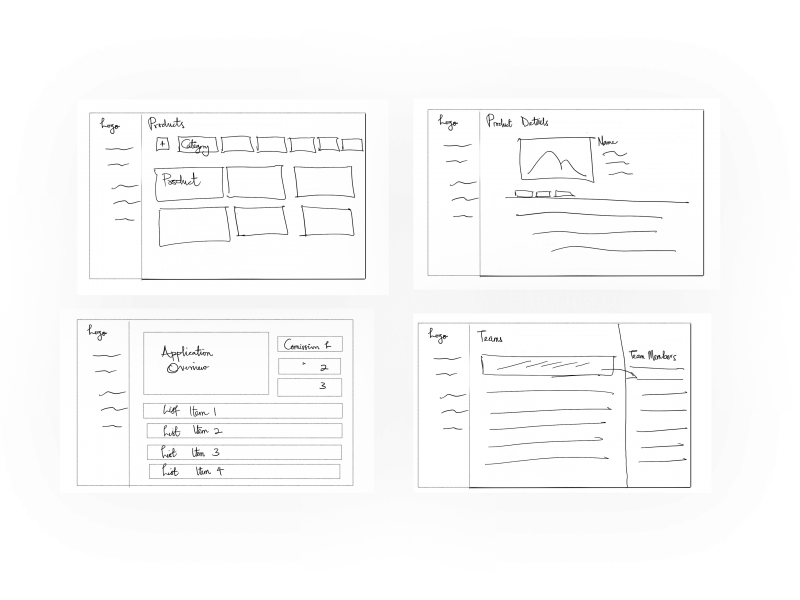 Logo
Products
+
Category
Product
Logo
Product Details
Name
Logo
Application
Overview
Comission 1
" 2
3
List Item 1
List Item 2
List Item 3
List Item 4
Logo
Teams
Team Members